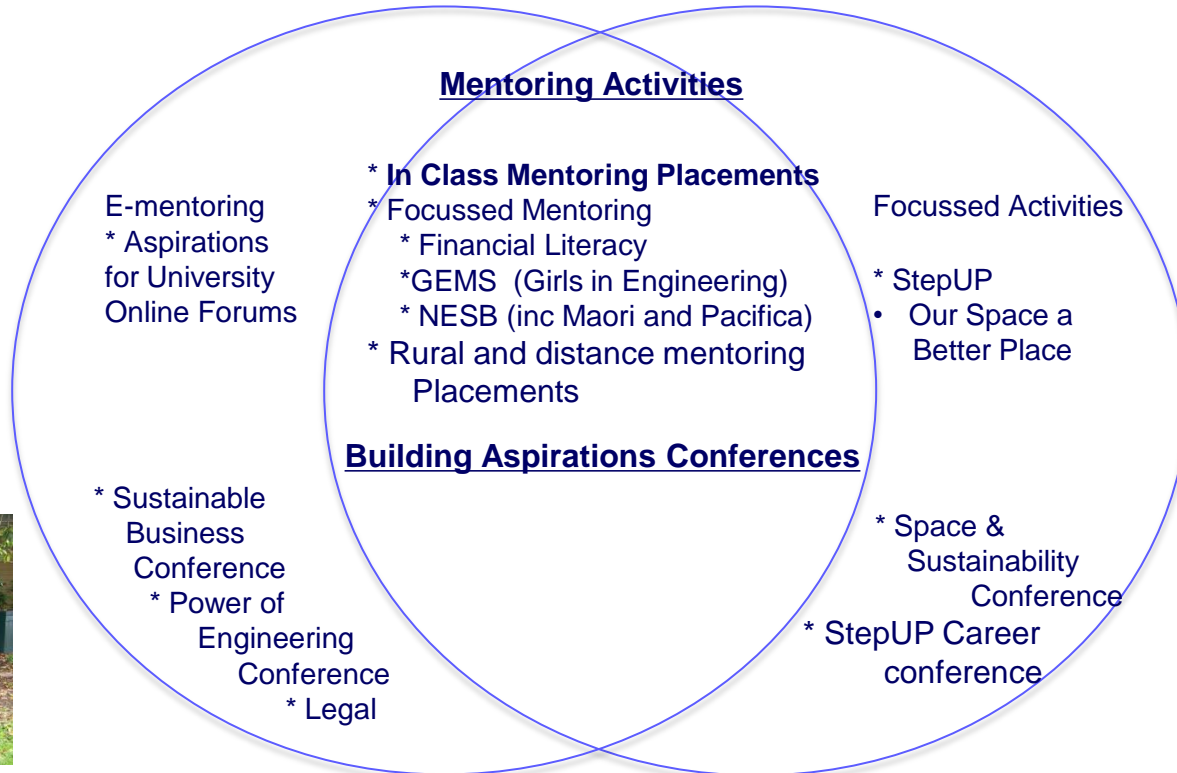 Mentoring Activities
E-mentoring
* Aspirations
for University
Online Forums
* In Class Mentoring Placements
* Focussed Mentoring
* Financial Literacy
*GEMS (Girls in Engineering)
* NESB (inc Maori and Pacifica)
* Rural and distance mentoring
Placements
Focussed Activities
* StepUP
• Our Space a
Better Place
Building Aspirations Conferences
* Sustainable
Business
Conference
* Power of
Engineering
Conference
* Legal
* Space &
Sustainability
Conference
* StepUP Career
conference